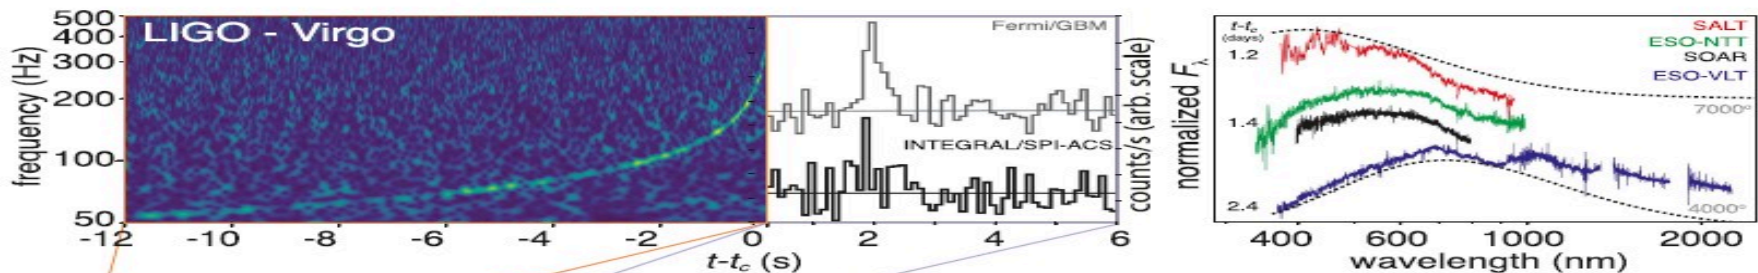 LIGO - Virgo
frequency (Hz)
500
400
300
200
100
50
-12 -10 -8 -6 -4 -2 0 2 4 6
t-tc (s)
Fermi/GBM
INTEGRAL/SPI-ACS
counts/s (arb. scale)
normalized Fλ
t-tc
(days)
1.2
1.4
2.4
SALT
ESO-NTT
SOAR
ESO-VLT
7000°
4000°
400 600 1000 2000
wavelength (nm)